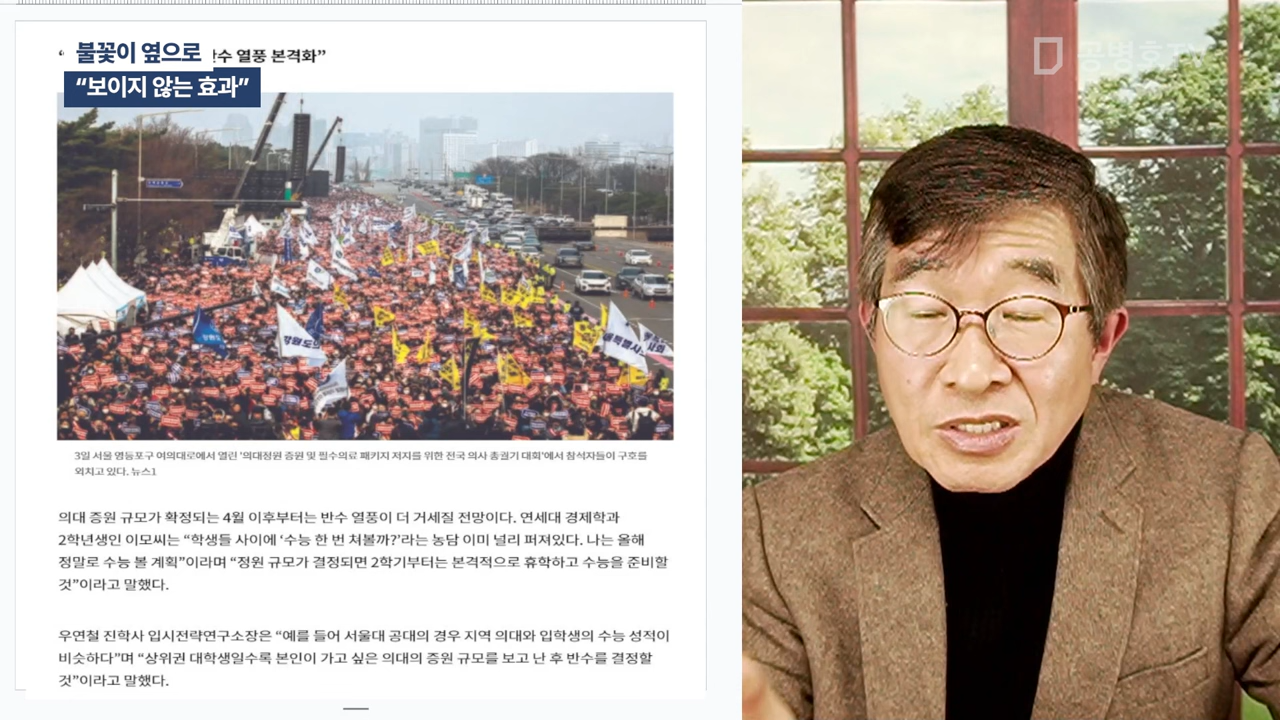 불꽃이 옆으로
“보이지 않는 효과”
반수 열풍 본격화”
공병호
강원도
3일 서울 영등포구 여의대로에서 열린 '의대정원 증원 및 필수의료 패키지 저지를 위한 전국 의사 총궐기 대회'에서 참석자들이 구호를
외치고 있다. 뉴스1
의대 증원 규모가 확정되는 4월 이후부터는 반수 열풍이 더 거세질 전망이다. 연세대 경제학과
2학년생인 이모씨는 “학생들 사이에 ‘수능 한 번 쳐볼까?’라는 농담 이미 널리 퍼져있다. 나는 올해
정말로 수능 볼 계획”이라며 “정원 규모가 결정되면 2학기부터는 본격적으로 휴학하고 수능을 준비할
것”이라고 말했다.
우연철 진학사 입시전략연구소장은 “예를 들어 서울대 공대의 경우 지역 의대와 입학생의 수능 성적이
비슷하다”며 “상위권 대학생일수록 본인이 가고 싶은 의대의 증원 규모를 보고 난 후 반수를 결정할
것”이라고 말했다.